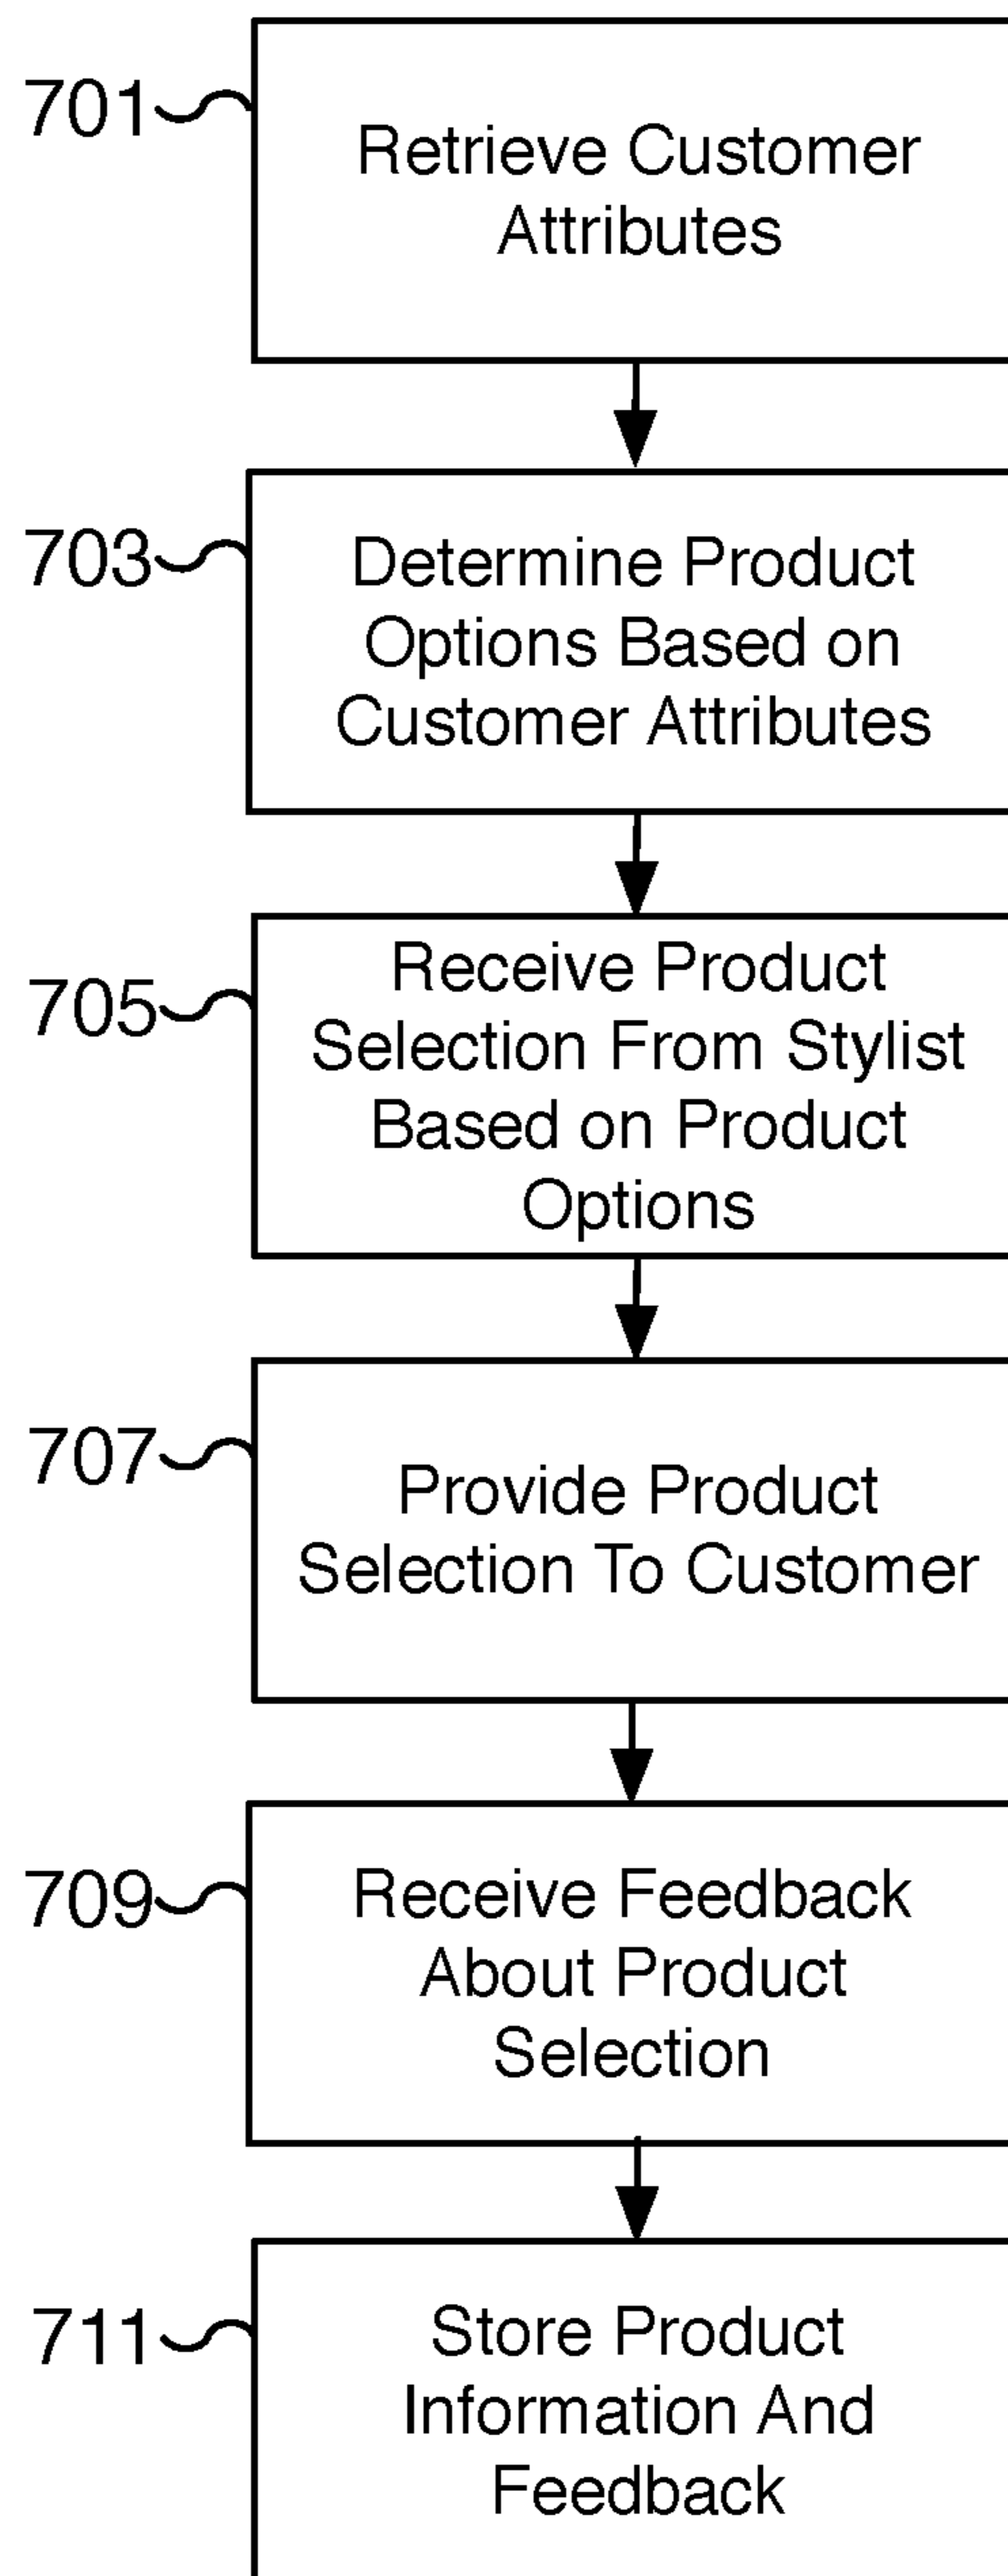 701
Retrieve Customer
Attributes
703
Determine Product
Options Based on
Customer Attributes
705
Receive Product
Selection From Stylist
Based on Product
Options
707
Provide Product
Selection To Customer
709
Receive Feedback
About Product
Selection
711
Store Product
Information And
Feedback